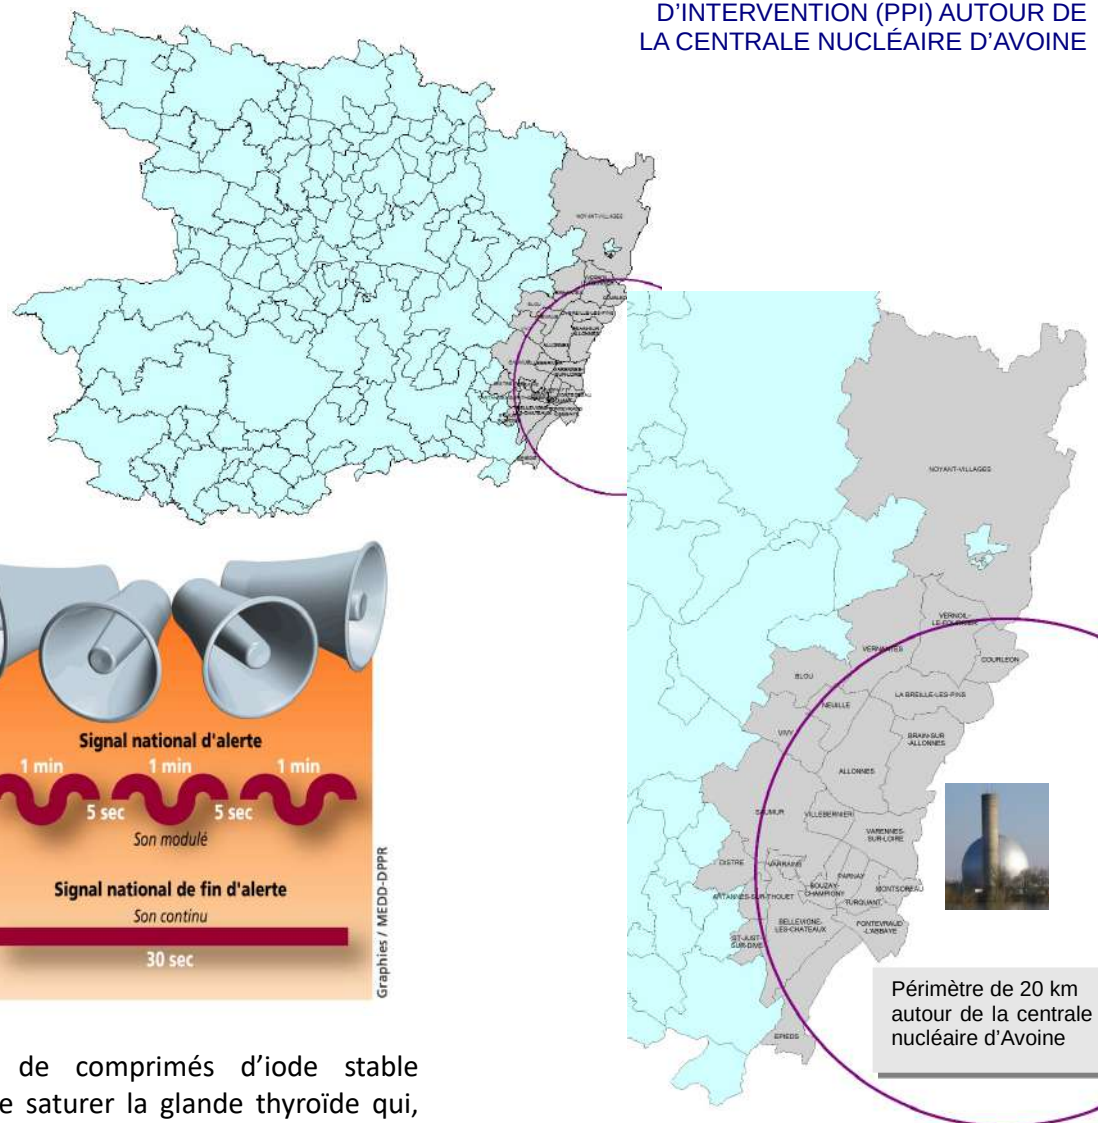 D’INTERVENTION (PPI) AUTOUR DE
LA CENTRALE NUCLÉAIRE D’AVOINE
NOYANT-VILLAGES
BLOU
ALLONNES
NOYANT-VILLAGES
VERNOIL-
LE-FOURRIER
VERNANTES
COURLEON
BLOU
LA BREILLE-LES-PINS
NEUILLE
VIVY
BRAIN-SUR
-ALLONNES
ALLONNES
SAUMUR
VILLEBERNIER
VARENNES-
SUR-LOIRE
DISTRE
VARRAINS
PARNAY
SOUZAY-
CHAMPIGNY
MONTSOREAU
ARTANNES-SUR-THOUET
TURQUANT
BELLEVIGNE-
LES-CHATEAUX
FONTEVRAUD
-L'ABBAYE
ST-JUST-
SUR-DIVE
EPIEDS
Périmètre de 20 km
autour de la centrale
nucléaire d’Avoine
Signal national d'alerte
1 min 1 min 1 min
5 sec 5 sec
Son modulé
Signal national de fin d'alerte
Son continu
30 sec
Graphies / MEDD-DPPR
de comprimés d’iode stable
e saturer la glande thyroïde qui,